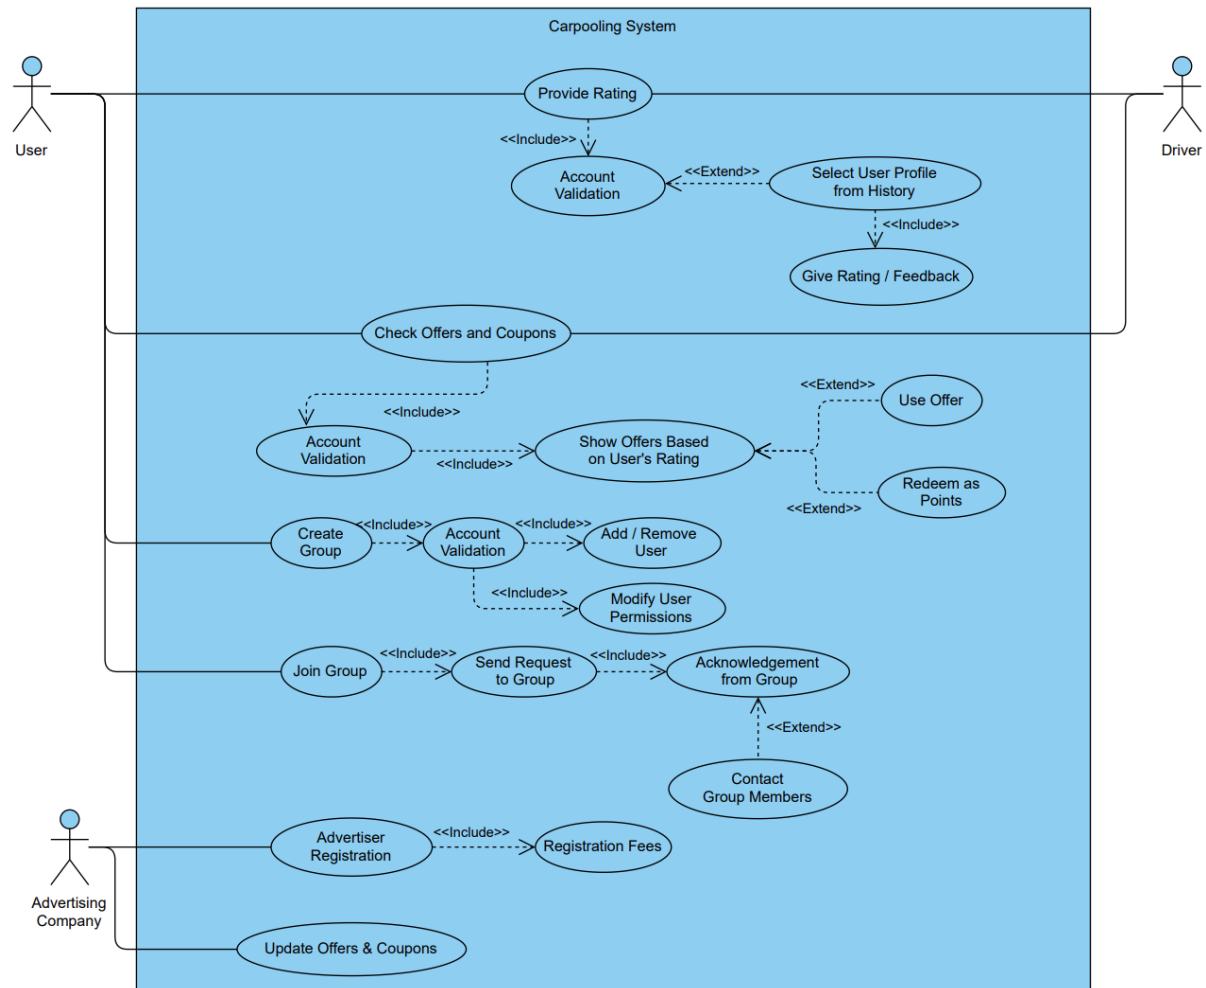 Carpooling System
User
Driver
Provide Rating
<<Include>>
Account
Validation
<<Extend>>
Select User Profile
from History
<<Include>>
Give Rating / Feedback
Check Offers and Coupons
<<Include>>
Account
Validation
<<Include>>
Show Offers Based
on User's Rating
<<Extend>>
Use Offer
Redeem as
Points
<<Extend>>
Create
Group
<<Include>>
Account
Validation
<<Include>>
Add / Remove
User
<<Include>>
Modify User
Permissions
Join Group
<<Include>>
Send Request
to Group
<<Include>>
Acknowledgement
from Group
<<Extend>>
Contact
Group Members
Advertising
Company
Advertiser
Registration
<<Include>>
Registration Fees
Update Offers & Coupons